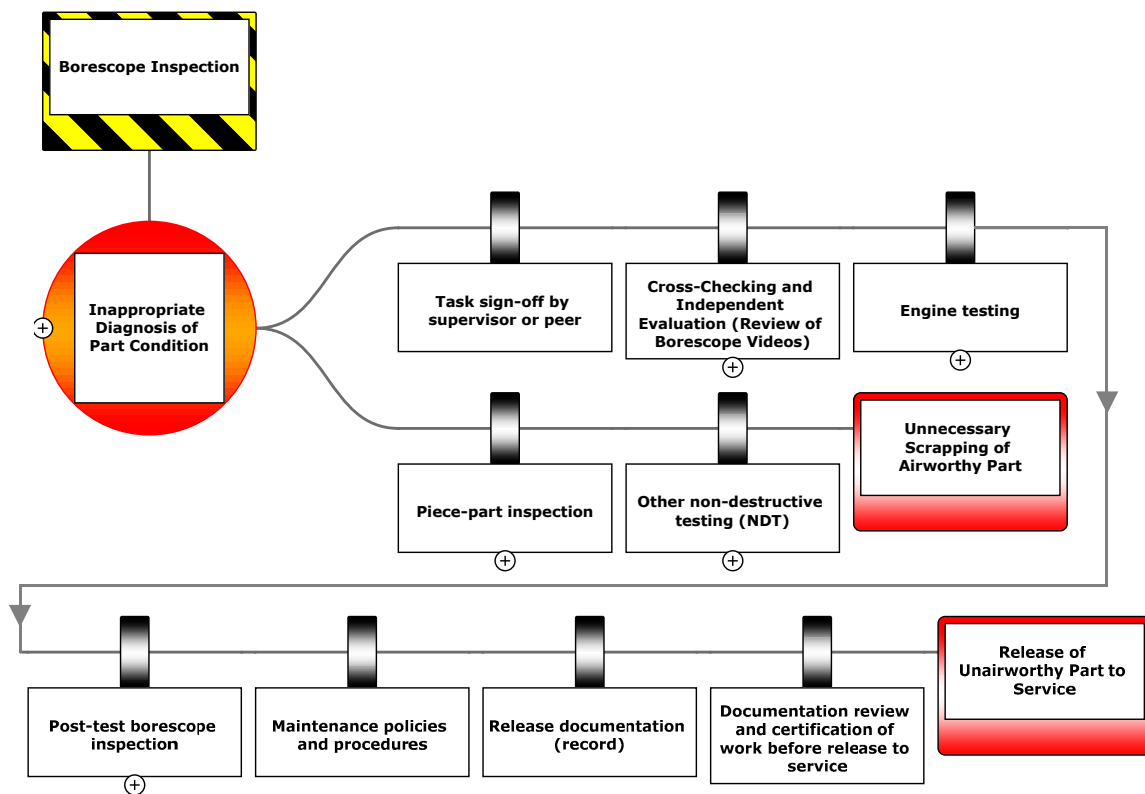 Borescope Inspection
Inappropriate
Diagnosis of
Part Condition
Task sign-off by
supervisor or peer
Cross-Checking and
Independent
Evaluation (Review of
Borescope Videos)
Engine testing
Piece-part inspection
Other non-destructive
testing (NDT)
Unnecessary
Scrapping of
Airworthy Part
Post-test borescope
inspection
Maintenance policies
and procedures
Release documentation
(record)
Documentation review
and certification of
work before release to
service
Release of
Unairworthy Part to
Service